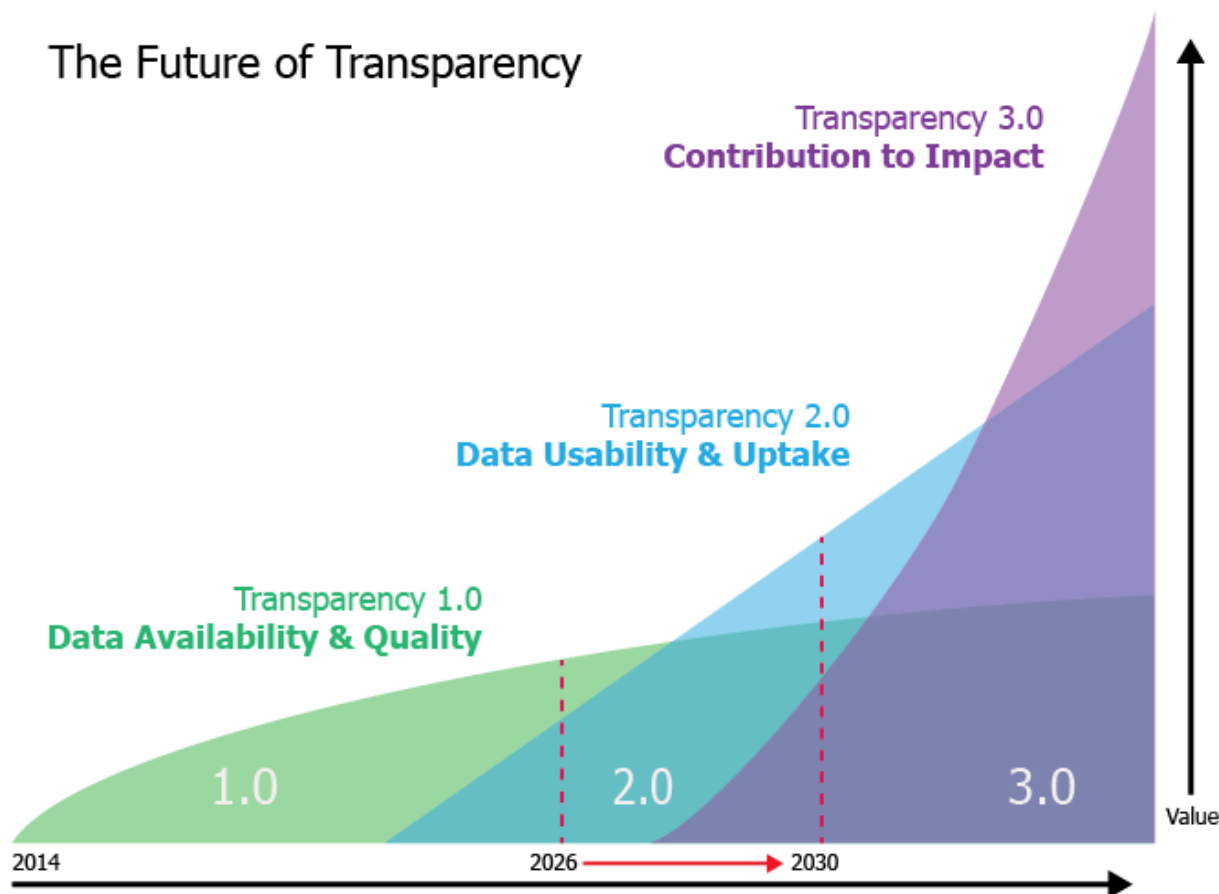 The Future of Transparency
Transparency 3.0
Contribution to Impact
Transparency 2.0
Data Usability & Uptake
Transparency 1.0
Data Availability & Quality
1.0
2.0
3.0
Value
2014
2026
2030